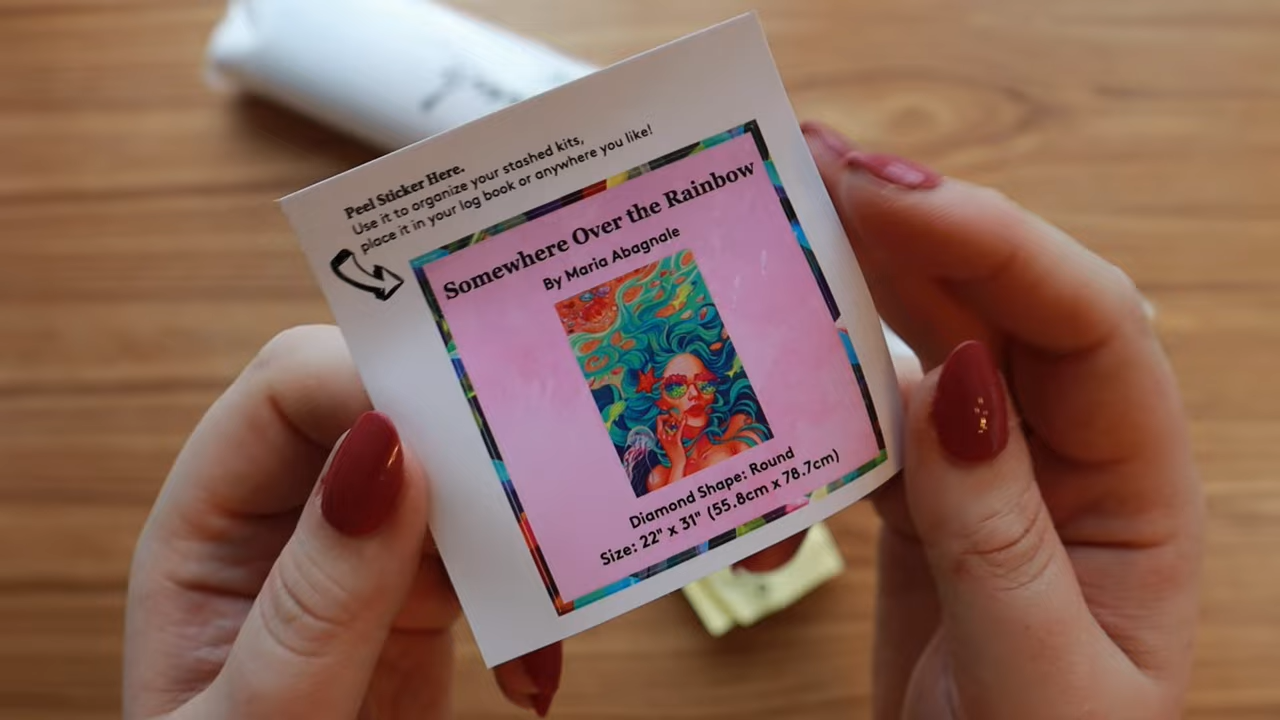 Peel Sticker Here.
Use it to organize your stashed kits,
place it in your log book or anywhere you like!
Somewhere Over the Rainbow
By Maria Abagnale
Diamond Shape: Round
Size: 22" x 31" (55.8cm x 78.7cm)